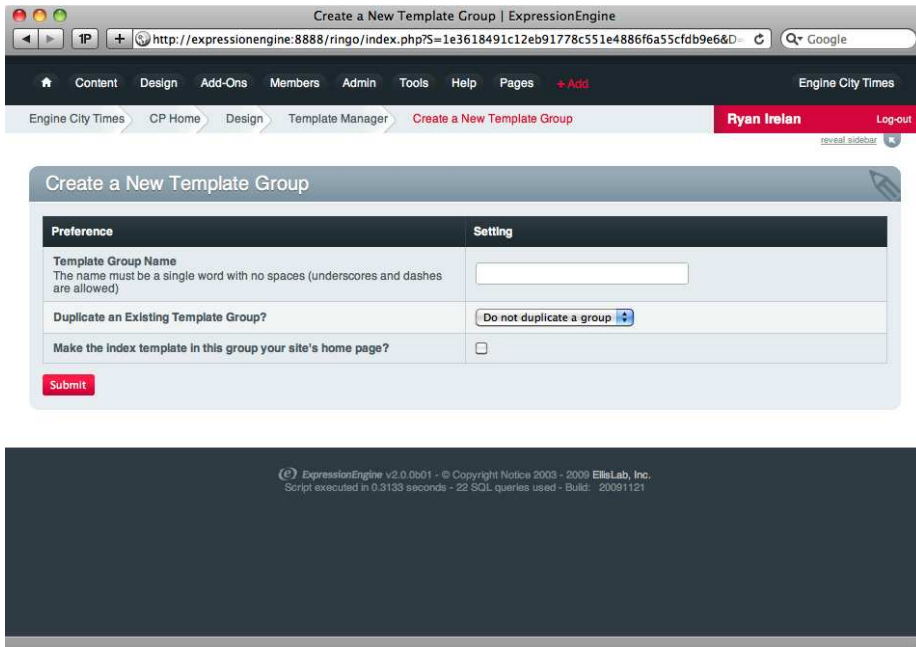 Create a New Template Group | ExpressionEngine
1P + http://expressionengine:8888/ringo/index.php?S=1e3618491c12eb91778c551e4886f6a55cfdb9e6&D= Google
Content Design Add-Ons Members Admin Tools Help Pages + Add Engine City Times
Engine City Times CP Home Design Template Manager Create a New Template Group Ryan Irelan Log-out
reveal sidebar
Create a New Template Group
Preference Setting
Template Group Name
The name must be a single word with no spaces (underscores and dashes
are allowed)
Duplicate an Existing Template Group? Do not duplicate a group
Make the index template in this group your site's home page?
Submit
ExpressionEngine v2.0.0b01 - © Copyright Notice 2003 - 2009 EllisLab, Inc.
Script executed in 0.3133 seconds - 22 SQL queries used - Build: 20091121